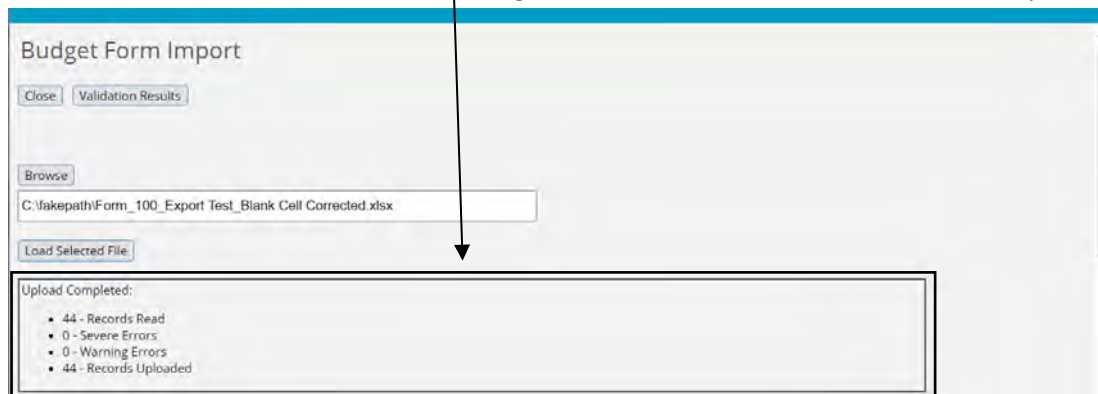 Budget Form Import
Close Validation Results
Browse
C:\fakepath\Form_100_Export Test_Blank Cell Corrected.xlsx
Load Selected File
Upload Completed:
• 44 - Records Read
• 0 - Severe Errors
• 0 - Warning Errors
• 44 - Records Uploaded